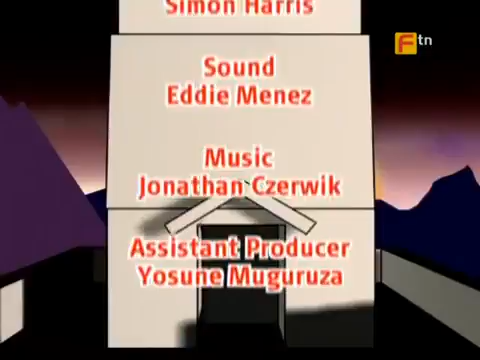 Simon Harris
Ftn
Sound
Eddie Menez
Music
Jonathan Czerwik
Assistant Producer
Yosune Muguruza